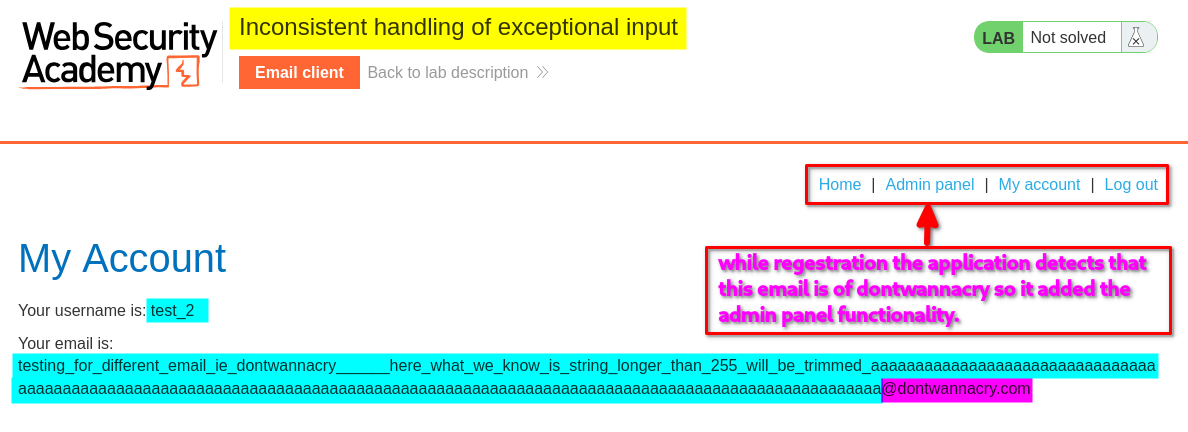 Web Security
Academy
Inconsistent handling of exceptional input
Email client Back to lab description
LAB Not solved
Home | Admin panel | My account | Log out
while regestration the application detects that
this email is of dontwannacry so it added the
admin panel functionality.
My Account
Your username is: test_2
Your email is:
testing_for_different_email_ie_dontwannacry______here_what_we_know_is_string_longer_than_255_will_be_trimmed_aaaaaaaaaaaaaaaaaaaaaaaaaaaaaaaa
aaaaaaaaaaaaaaaaaaaaaaaaaaaaaaaaaaaaaaaaaaaaaaaaaaaaaaaaaaaaaaaaaaaaaaaaaaaaaaaaaaaaaaaaaaaaaaaaa@dontwannacry.com